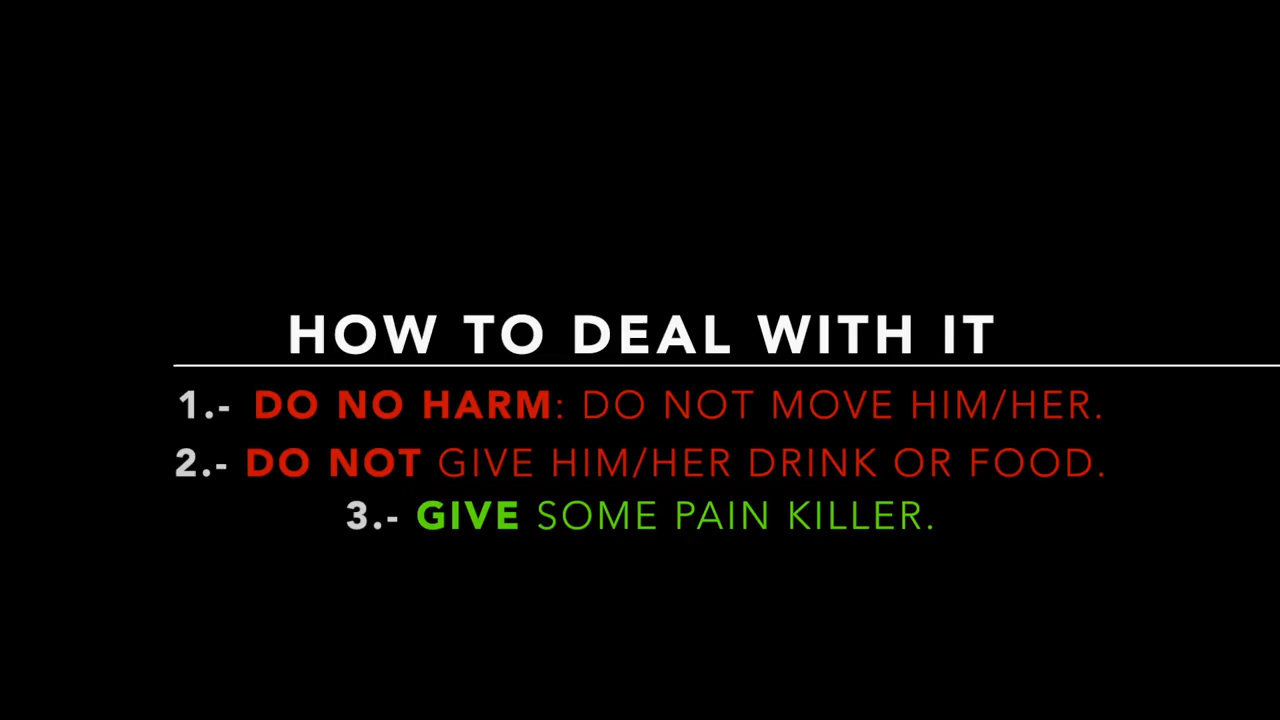 HOW TO DEAL WITH IT
1.- DO NO HARM: DO NOT MOVE HIM/HER.
2.- DO NOT GIVE HIM/HER DRINK OR FOOD.
3.- GIVE SOME PAIN KILLER.